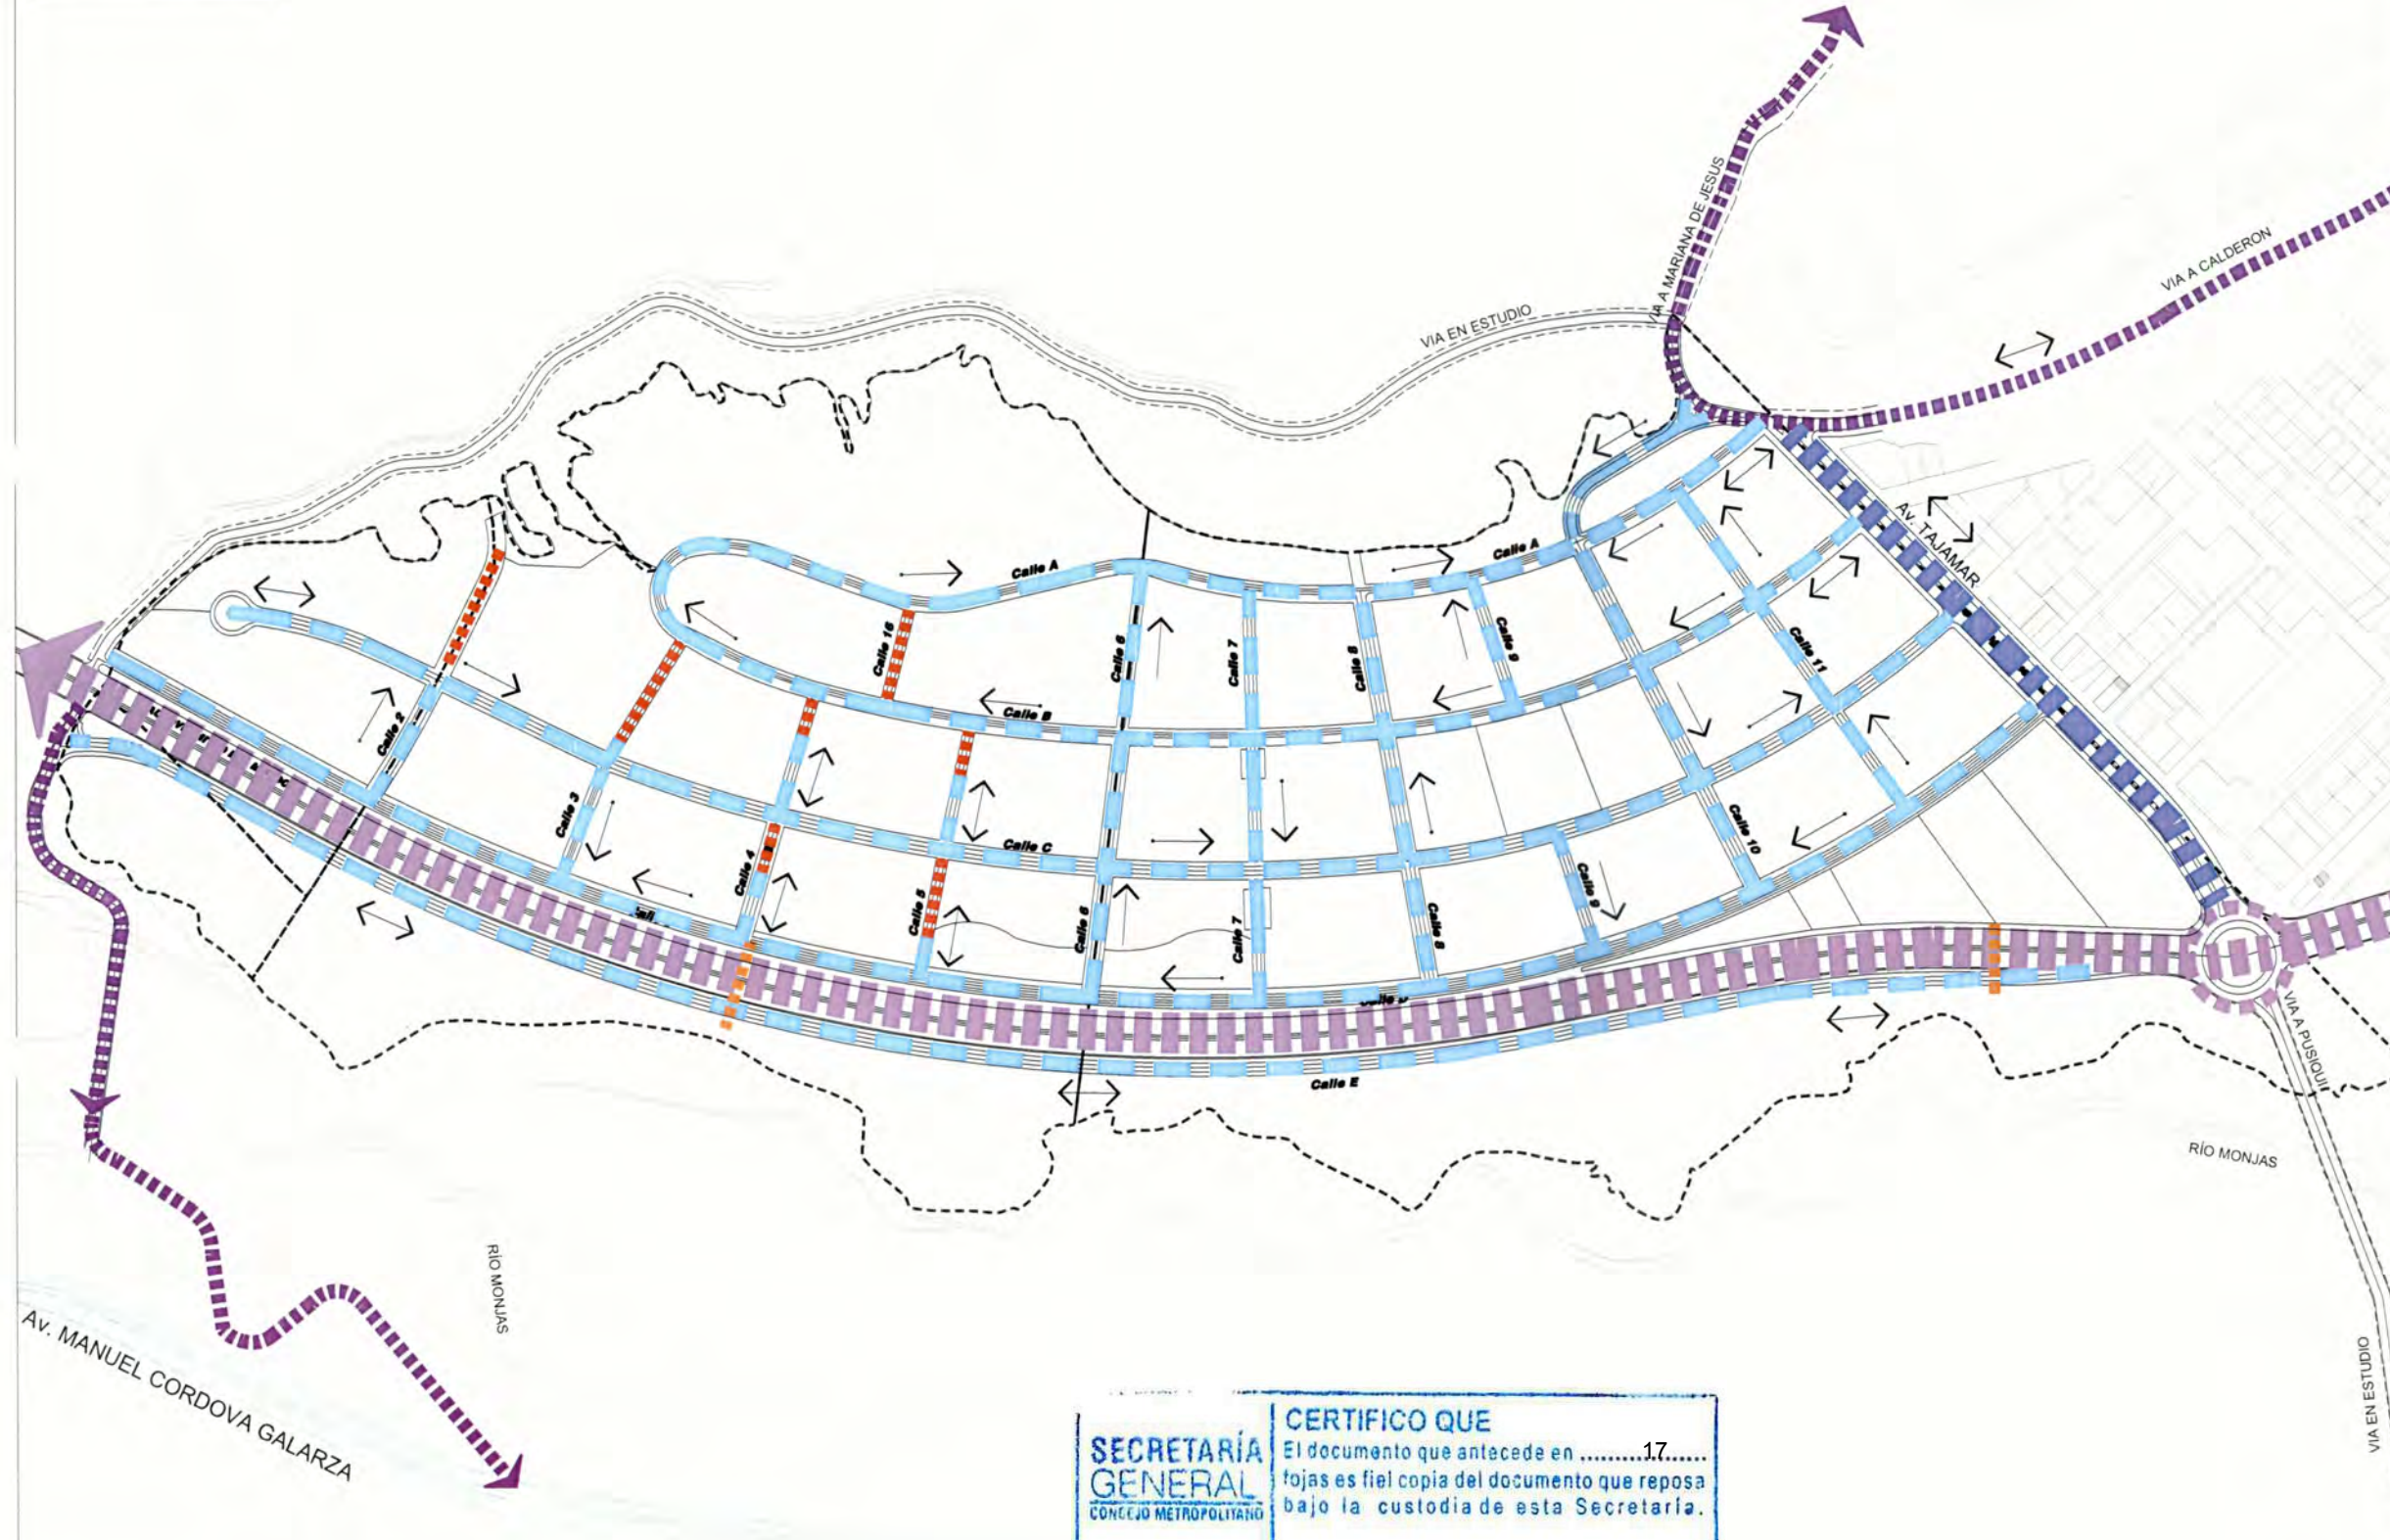 VIA A MARIANA DE JESUS
VIA A CALDERON
VIA EN ESTUDIO
Av. TAJAMAR
Calle A
Calle A
Calle 16
Calle 6
Calle 7
Calle 8
Calle 9
Calle 11
Calle B
Calle 2
Calle 3
Calle 4
Calle 5
Calle C
Calle 6
Calle 7
Calle 8
Calle 9
Calle 10
Calle E
VIA A PUSIQUI
RÍO MONJAS
RÍO MONJAS
Av. MANUEL CORDOVA GALARZA
VIA EN ESTUDIO
SECRETARÍA
GENERAL
CONCEJO METROPOLITANO
CERTIFICO QUE
El documento que antecede en ..........17......
fojas es fiel copia del documento que reposa
bajo la custodia de esta Secretaría.